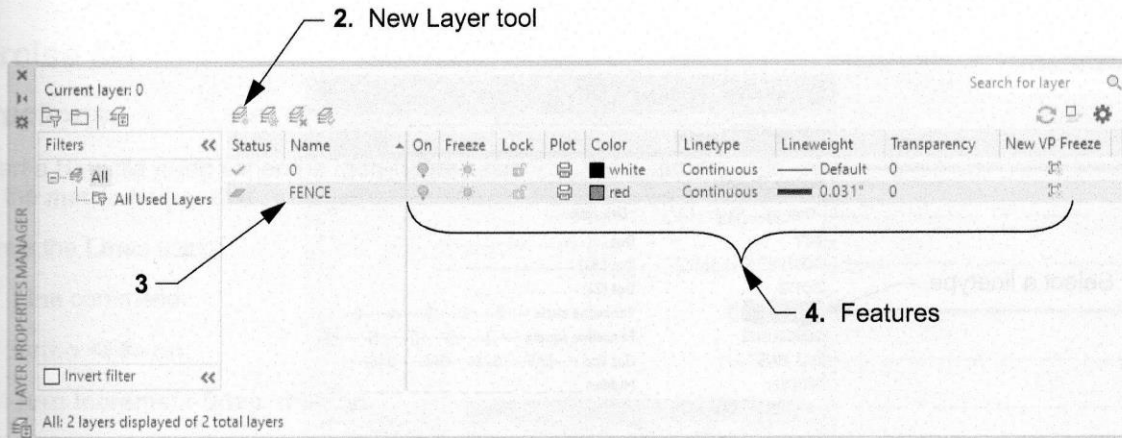 2. New Layer tool
Current layer: 0
Search for layer
Filters
Status Name On Freeze Lock Plot Color Linetype Lineweight Transparency New VP Freeze
All
All Used Layers
0 white Continuous Default 0
FENCE red Continuous 0.031" 0
3
4. Features
Select a linetype
LAYER PROPERTIES MANAGER
Invert filter
All: 2 layers displayed of 2 total layers